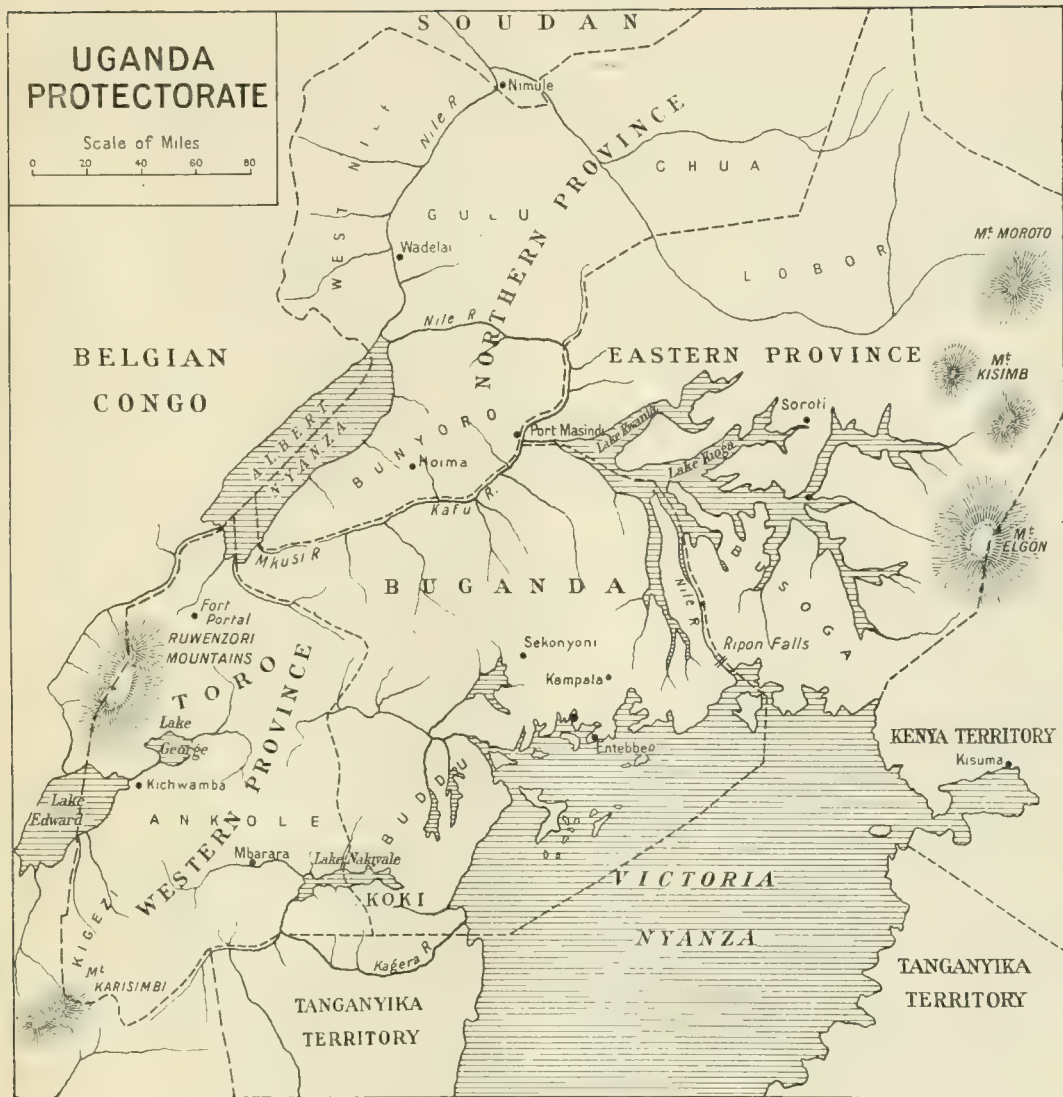 SOUDAN
UGANDA
PROTECTORATE
Scale of Miles
0 20 40 60 80
Nimule
Nile R
WEST NILE
CHUA
GULU
NORTHERN PROVINCE
Wadelai
LOBOR
Mt MOROTO
Nile R
BELGIAN
CONGO
EASTERN PROVINCE
Mt
KISIMB
ALBERT
NYANZA
BUNYORO
Port Masindi
Lake Kwania
Soroti
Hoima
Lake Kioga
Kafu R.
Mkusi R
Mt
ELGON
BUGANDA
BUSOGA
Nile R
Fort
Portal
RUWENZORI
MOUNTAINS
Sekonyoni
Ripon Falls
TORO
Kampala
Lake
George
WESTERN PROVINCE
Entebbe
KENYA TERRITORY
Kisuma
Kichwamba
Lake
Edward
BUDDU
ANKOLE
Mbarara
Lake Nakivale
VICTORIA
NYANZA
KOKI
KIGEZI
Kagera R
Mt
KARISIMBI
TANGANYIKA
TERRITORY
TANGANYIKA
TERRITORY